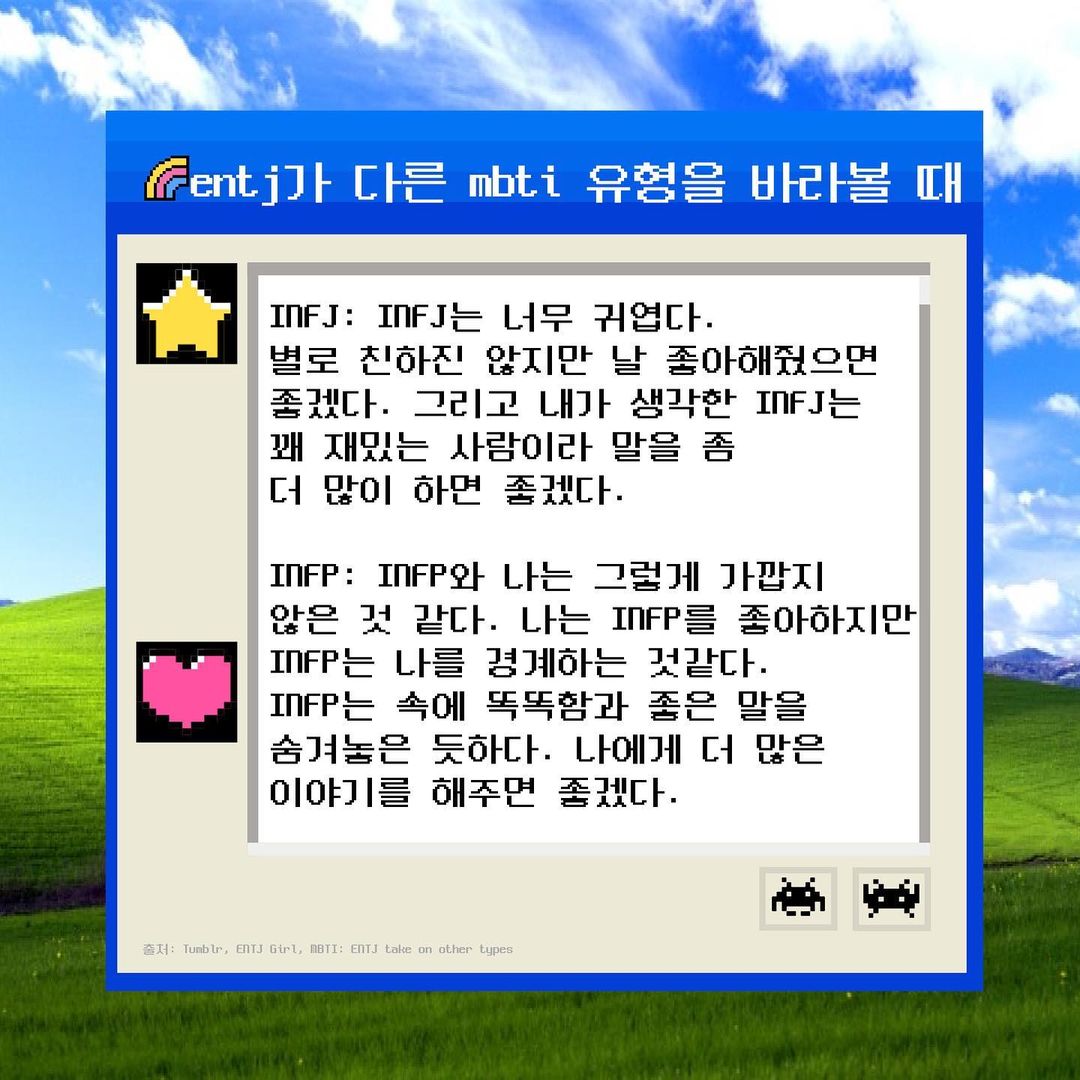 entj가 다른 mbti 유형을 바라볼 때
INFJ: INFJ는 너무 귀엽다.
별로 친하진 않지만 날 좋아해줬으면
좋겠다. 그리고 내가 생각한 INFJ는
꽤 재밌는 사람이라 말을 좀
더 많이 하면 좋겠다.
INFP: INFP와 나는 그렇게 가깝지
않은 것 같다. 나는 INFP를 좋아하지만
INFP는 나를 경계하는 것같다.
INFP는 속에 똑똑함과 좋은 말을
숨겨놓은 듯하다. 나에게 더 많은
이야기를 해주면 좋겠다.
출처: Tumblr, ENTJ Girl, MBTI: ENTJ take on other types